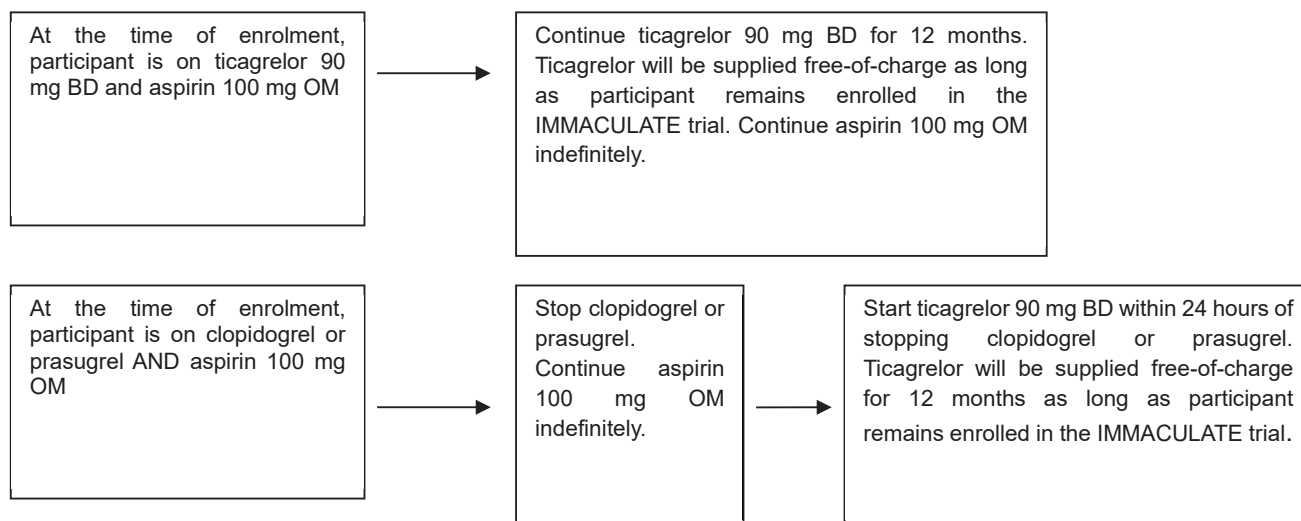 At the time of enrolment,
participant is on ticagrelor 90
mg BD and aspirin 100 mg OM
Continue ticagrelor 90 mg BD for 12 months.
Ticagrelor will be supplied free-of-charge as long
as participant remains enrolled in the
IMMACULATE trial. Continue aspirin 100 mg OM
indefinitely.
At the time of enrolment,
participant is on clopidogrel or
prasugrel AND aspirin 100 mg
OM
Stop clopidogrel or
prasugrel.
Continue aspirin
100 mg OM
indefinitely.
Start ticagrelor 90 mg BD within 24 hours of
stopping clopidogrel or prasugrel.
Ticagrelor will be supplied free-of-charge
for 12 months as long as participant
remains enrolled in the IMMACULATE trial.